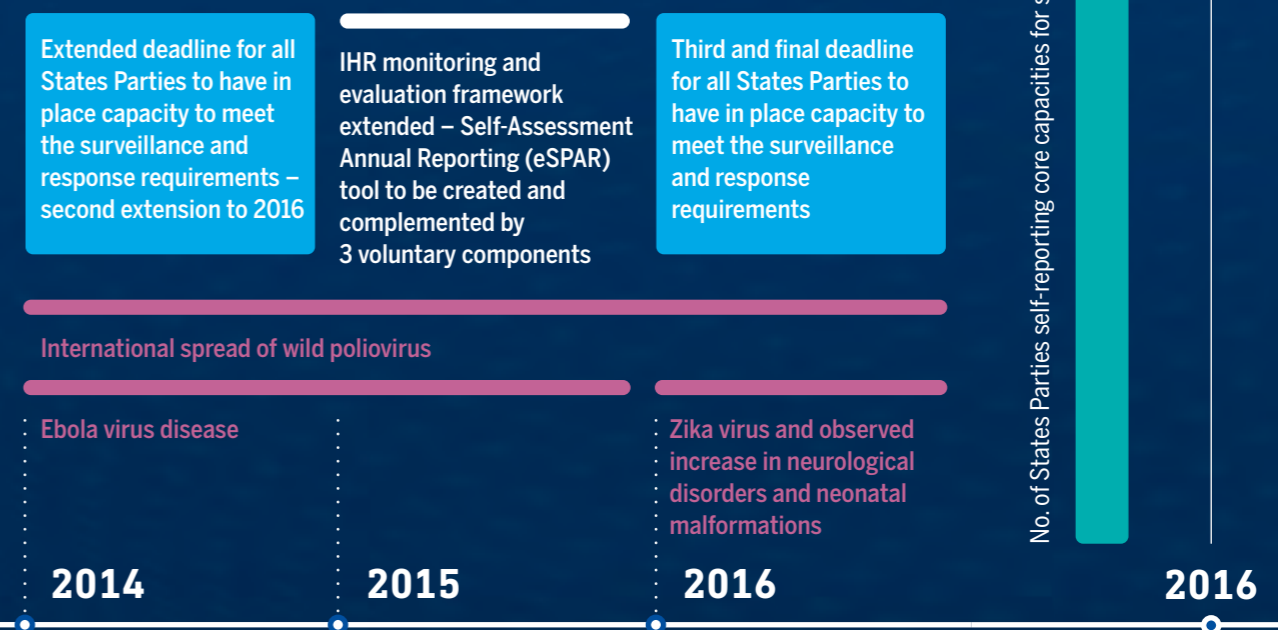 Extended deadline for all
States Parties to have in
place capacity to meet
the surveillance and
response requirements –
second extension to 2016
IHR monitoring and
evaluation framework
extended – Self-Assessment
Annual Reporting (eSPAR)
tool to be created and
complemented by
3 voluntary components
Third and final deadline
for all States Parties to
have in place capacity to
meet the surveillance
and response
requirements
International spread of wild poliovirus
Ebola virus disease
Zika virus and observed
increase in neurological
disorders and neonatal
malformations
2014
2015
2016
No. of States Parties self-reporting core capacities for
2016